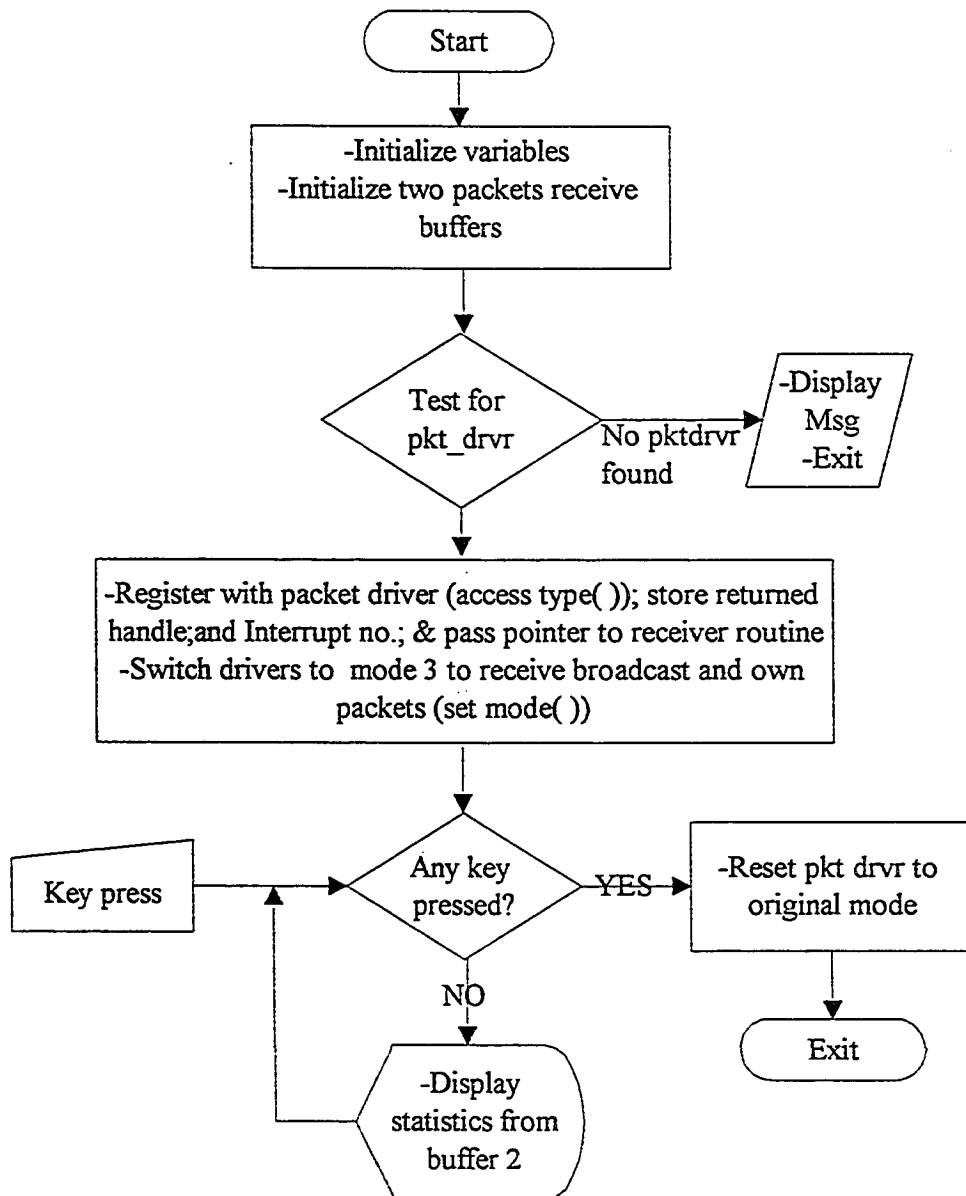 Start
-Initialize variables
-Initialize two packets receive
buffers
Test for
pkt_drvr
No pktdrvr
found
-Display
Msg
-Exit
-Register with packet driver (access type( )); store returned
handle;and Interrupt no.; & pass pointer to receiver routine
-Switch drivers to mode 3 to receive broadcast and own
packets (set mode( ))
Key press
Any key
pressed?
YES
-Reset pkt drvr to
original mode
NO
Exit
-Display
statistics from
buffer 2